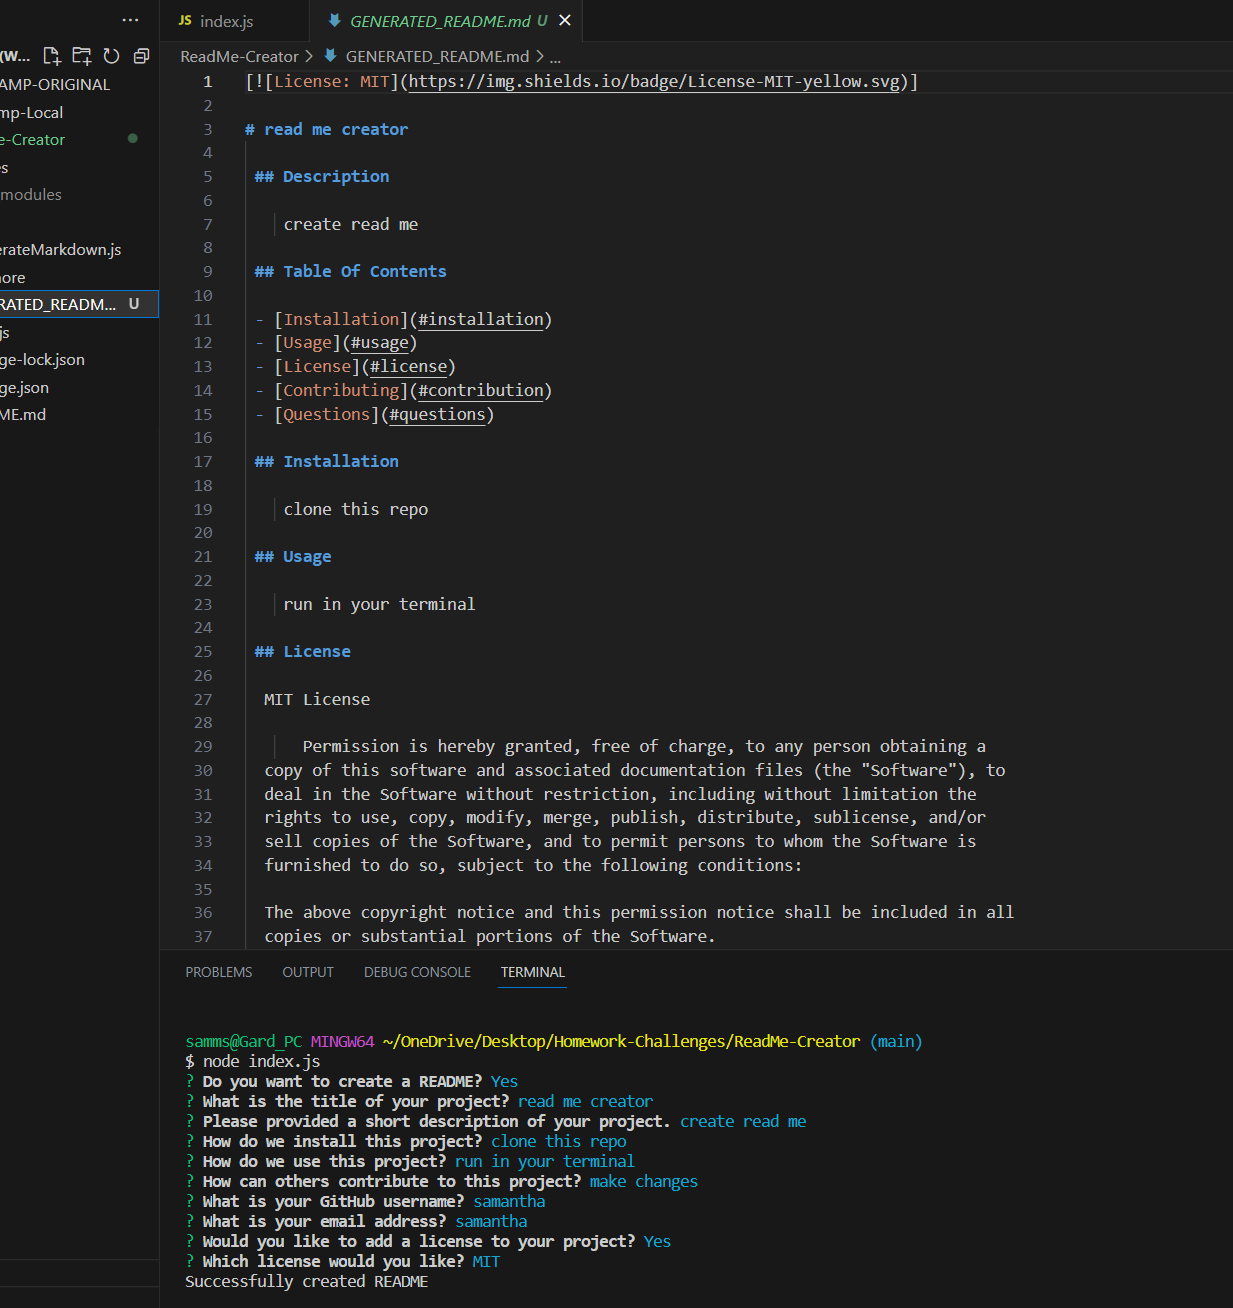 JS index.js
GENERATED_README.md U ×
(W...
ReadMe-Creator > GENERATED_README.md > ...
AMP-ORIGINAL
mp-Local
e-Creator
es
modules
erateMarkdown.js
ore
RATED_READM... U
js
ge-lock.json
ge.json
ME.md
1 [![License: MIT](https://img.shields.io/badge/License-MIT-yellow.svg)]
2
3 # read me creator
4
5 ## Description
6
7 create read me
8
9 ## Table Of Contents
10
11 - [Installation](#installation)
12 - [Usage](#usage)
13 - [License](#license)
14 - [Contributing](#contribution)
15 - [Questions](#questions)
16
17 ## Installation
18
19 clone this repo
20
21 ## Usage
22
23 run in your terminal
24
25 ## License
26
27 MIT License
28
29 Permission is hereby granted, free of charge, to any person obtaining a
30 copy of this software and associated documentation files (the "Software"), to
31 deal in the Software without restriction, including without limitation the
32 rights to use, copy, modify, merge, publish, distribute, sublicense, and/or
33 sell copies of the Software, and to permit persons to whom the Software is
34 furnished to do so, subject to the following conditions:
35
36 The above copyright notice and this permission notice shall be included in all
37 copies or substantial portions of the Software.
PROBLEMS OUTPUT DEBUG CONSOLE TERMINAL
samms@Gard_PC MINGW64 ~/OneDrive/Desktop/Homework-Challenges/ReadMe-Creator (main)
$ node index.js
? Do you want to create a README? Yes
? What is the title of your project? read me creator
? Please provided a short description of your project. create read me
? How do we install this project? clone this repo
? How do we use this project? run in your terminal
? How can others contribute to this project? make changes
? What is your GitHub username? samantha
? What is your email address? samantha
? Would you like to add a license to your project? Yes
? Which license would you like? MIT
Successfully created README